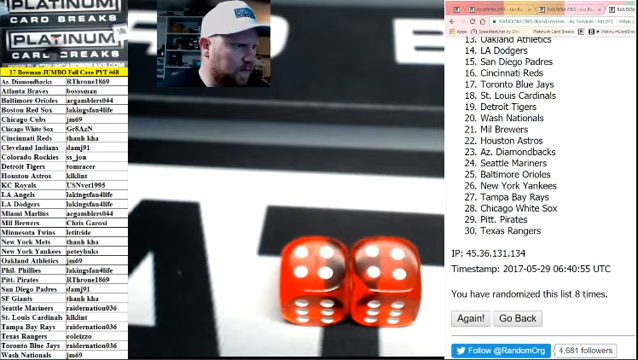 PLATINUM
CARD BREAKS
PLATINUM
CARD BREAKS
17 Bowman JUMBO Full Case PYT #68
Az. Diamondbacks RThrone1869
Atlanta Braves bosssman
Baltimore Orioles acgamblers044
Boston Red Sox lakingsfan4life
Chicago Cubs jm69
Chicago White Sox Gr8AzN
Cincinnati Reds thanh kha
Cleveland Indians damj91
Colorado Rockies ss_jon
Detroit Tigers tomracer
Houston Astros klklint
KC Royals USNvet1995
LA Angels lakingsfan4life
LA Dodgers lakingsfan4life
Miami Marlins acgamblers044
Mil Brewers Chris Garosi
Minnesota Twins letitride
New York Mets thanh kha
New York Yankees peteybuks
Oakland Athletics jm69
Phil. Phillies lakingsfan4life
Pitt. Pirates RThrone1869
San Diego Padres damj91
SF Giants thanh kha
Seattle Mariners raidernation036
St. Louis Cardinals klklint
Tampa Bay Rays raidernation036
Texas Rangers coleizzo
Toronto Blue Jays raidernation036
Wash Nationals jm69
13. Oakland Athletics
14. LA Dodgers
15. San Diego Padres
16. Cincinnati Reds
17. Toronto Blue Jays
18. St. Louis Cardinals
19. Detroit Tigers
20. Wash Nationals
21. Mil Brewers
22. Houston Astros
23. Az. Diamondbacks
24. Seattle Mariners
25. Baltimore Orioles
26. New York Yankees
27. Tampa Bay Rays
28. Chicago White Sox
29. Pitt. Pirates
30. Texas Rangers
IP: 45.36.131.134
Timestamp: 2017-05-29 06:40:55 UTC
You have randomized this list 8 times.
Again!
Go Back
Follow @RandomOrg
4,681 followers